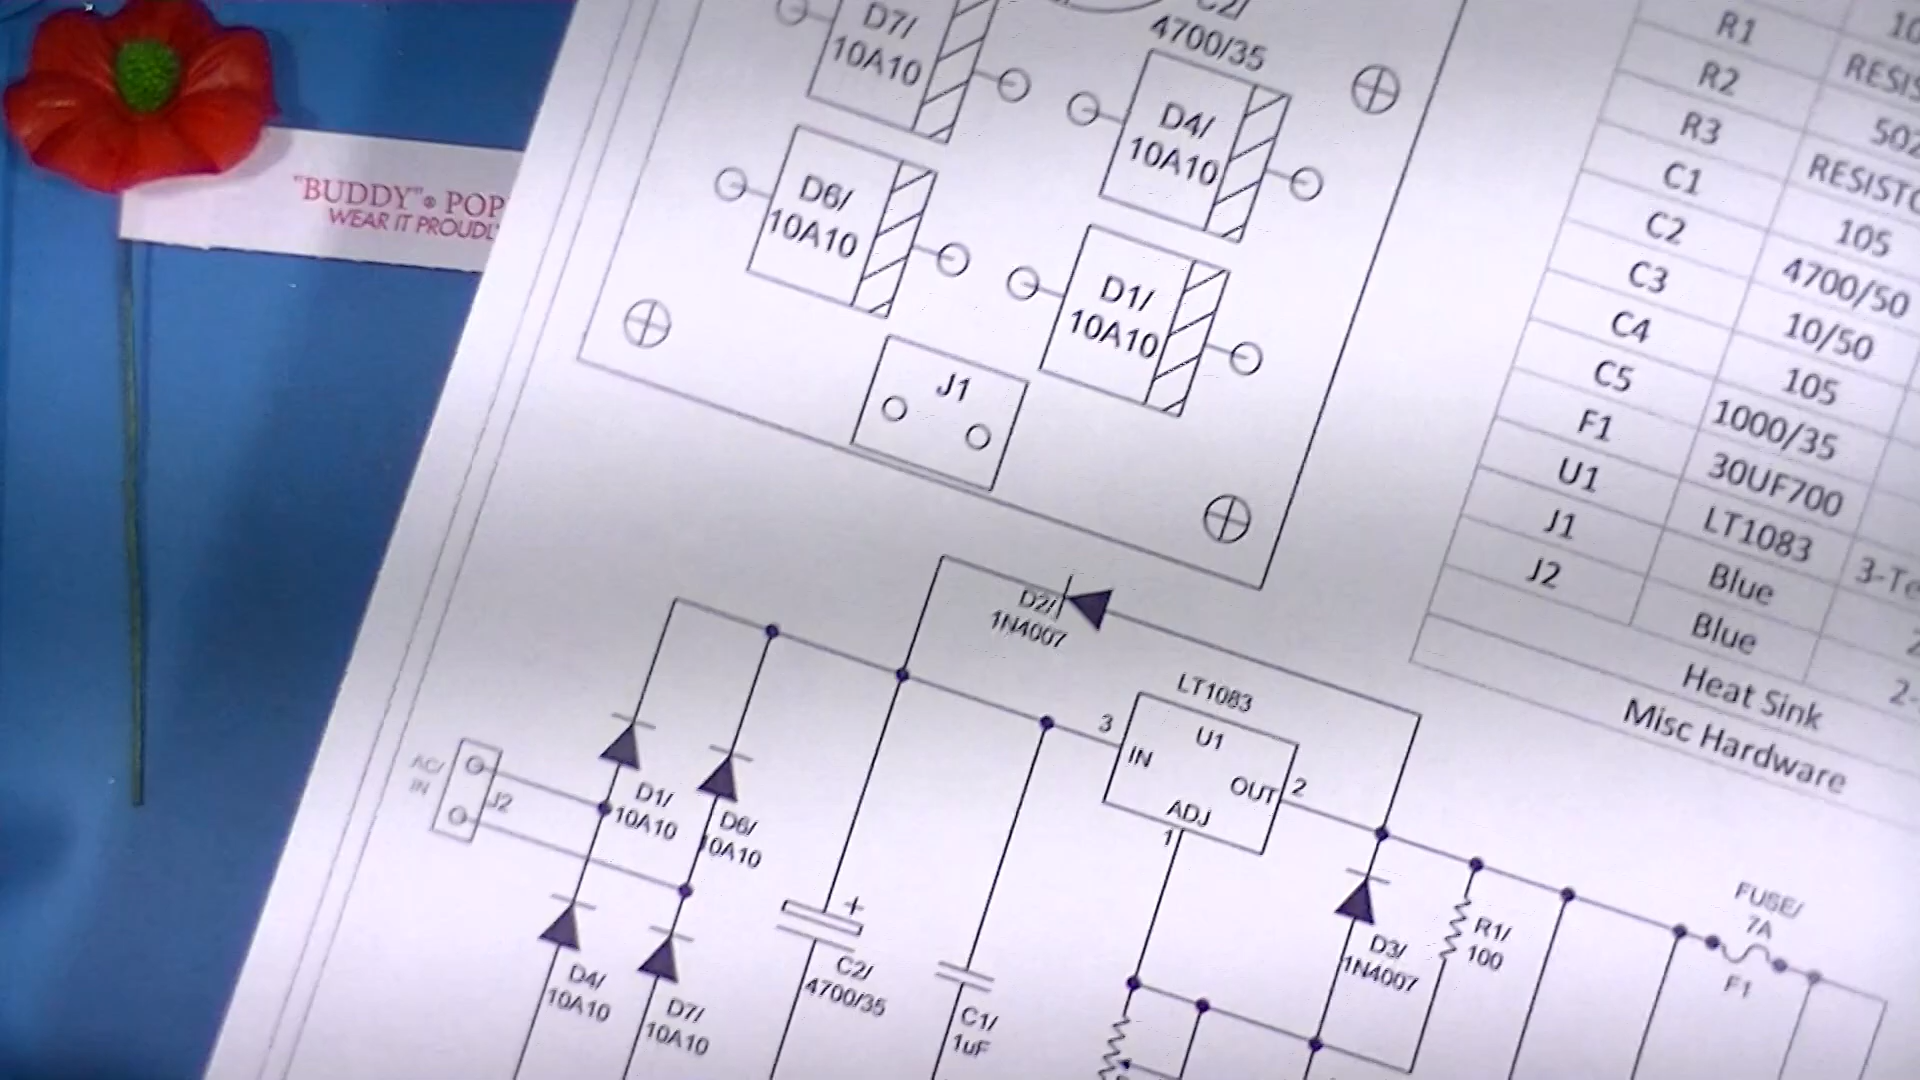 "BUDDY"® POP
WEAR IT PROUDL
D7/
10A10
C2/
4700/35
D4/
10A10
D6/
10A10
D1/
10A10
J1
R1
10
R2
RESIS
R3
502
C1
RESISTO
C2
105
C3
4700/50
C4
10/50
C5
105
F1
1000/35
U1
30UF700
J1
LT1083
3-Te
J2
Blue
2
Blue
2-
Heat Sink
Misc Hardware
D2/
1N4007
LT1083
3
U1
IN
OUT
2
ADJ
1
AC/
IN
J2
D1/
10A10
D6/
10A10
D4/
10A10
D7/
10A10
+
C2/
4700/35
C1/
1uF
D3/
1N4007
R1/
100
FUSE/
7A
F1